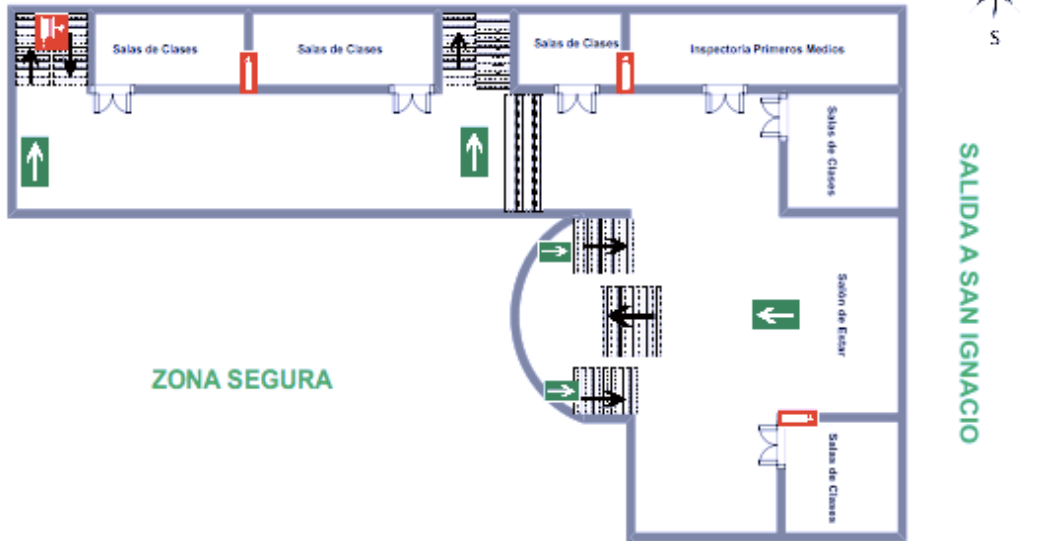 S
Salas de Clases
Salas de Clases
Salas de Clases
Inspectoria Primeros Medios
Salas de Clases
SALIDA A SAN IGNACIO
Salón de Estar
ZONA SEGURA
Salas de Clases